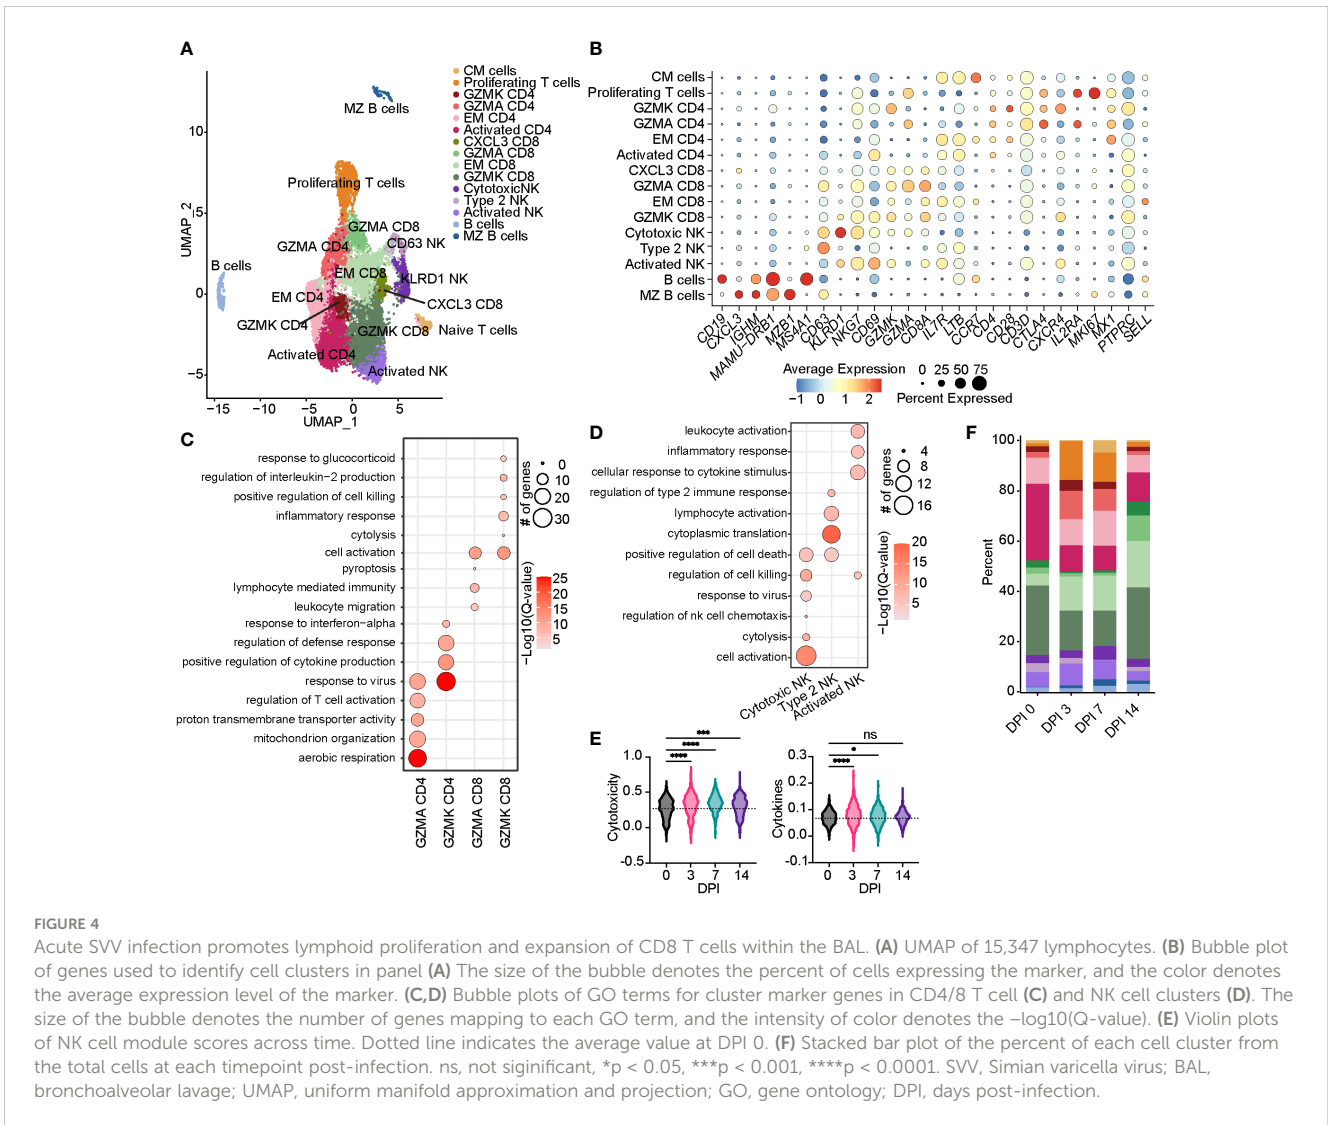 A
CM cells
Proliferating T cells
GZMK CD4
GZMA CD4
EM CD4
Activated CD4
CXCL3 CD8
GZMA CD8
EM CD8
GZMK CD8
CytotoxicNK
Type 2 NK
Activated NK
B cells
MZ B cells
MZ B cells
Proliferating T cells
GZMA CD8
GZMA CD4
CD63 NK
B cells
EM CD8
KLRD1 NK
EM CD4
CXCL3 CD8
GZMK CD4
GZMK CD8
Naive T cells
Activated CD4
Activated NK
UMAP_2
10
5
0
−5
−15 −10 −5 0 5
UMAP_1
B
CM cells
Proliferating T cells
GZMK CD4
GZMA CD4
EM CD4
Activated CD4
CXCL3 CD8
GZMA CD8
EM CD8
GZMK CD8
Cytotoxic NK
Type 2 NK
Activated NK
B cells
MZ B cells
CD19
CXCL3
IGHM
MAMU−DRB1
MZB1
MS4A1
CD63
KLRD1
NKG7
CD69
GZMK
GZMA
CD8A
IL7R
LTB
CCR7
CD4
CD28
CD3D
CTLA4
CXCR4
IL2RA
MKI67
MX1
PTPRC
SELL
Average Expression
−1 0 1 2
0 25 50 75
Percent Expressed
C
response to glucocorticoid
regulation of interleukin−2 production
positive regulation of cell killing
inflammatory response
cytolysis
cell activation
pyroptosis
lymphocyte mediated immunity
leukocyte migration
response to interferon−alpha
regulation of defense response
positive regulation of cytokine production
response to virus
regulation of T cell activation
proton transmembrane transporter activity
mitochondrion organization
aerobic respiration
GZMA CD4
GZMK CD4
GZMA CD8
GZMK CD8
# of genes
0
10
20
30
−Log10(Q-value)
25
20
15
10
5
D
leukocyte activation
inflammatory response
cellular response to cytokine stimulus
regulation of type 2 immune response
lymphocyte activation
cytoplasmic translation
positive regulation of cell death
regulation of cell killing
response to virus
regulation of nk cell chemotaxis
cytolysis
cell activation
Cytotoxic NK
Type 2 NK
Activated NK
# of genes
4
8
12
16
−Log10(Q-value)
20
15
10
5
E
Cytotoxicity
1.0
0.5
0.0
-0.5
***
****
****
0 3 7 14
DPI
Cytokines
0.3
0.2
0.1
0.0
-0.1
ns
*
****
0 3 7 14
DPI
F
Percent
100
80
60
40
20
0
DPI 0
DPI 3
DPI 7
DPI 14
FIGURE 4
Acute SVV infection promotes lymphoid proliferation and expansion of CD8 T cells within the BAL. (A) UMAP of 15,347 lymphocytes. (B) Bubble plot
of genes used to identify cell clusters in panel (A) The size of the bubble denotes the percent of cells expressing the marker, and the color denotes
the average expression level of the marker. (C,D) Bubble plots of GO terms for cluster marker genes in CD4/8 T cell (C) and NK cell clusters (D). The
size of the bubble denotes the number of genes mapping to each GO term, and the intensity of color denotes the –log10(Q-value). (E) Violin plots
of NK cell module scores across time. Dotted line indicates the average value at DPI 0. (F) Stacked bar plot of the percent of each cell cluster from
the total cells at each timepoint post-infection. ns, not siginificant, *p < 0.05, ***p < 0.001, ****p < 0.0001. SVV, Simian varicella virus; BAL,
bronchoalveolar lavage; UMAP, uniform manifold approximation and projection; GO, gene ontology; DPI, days post-infection.